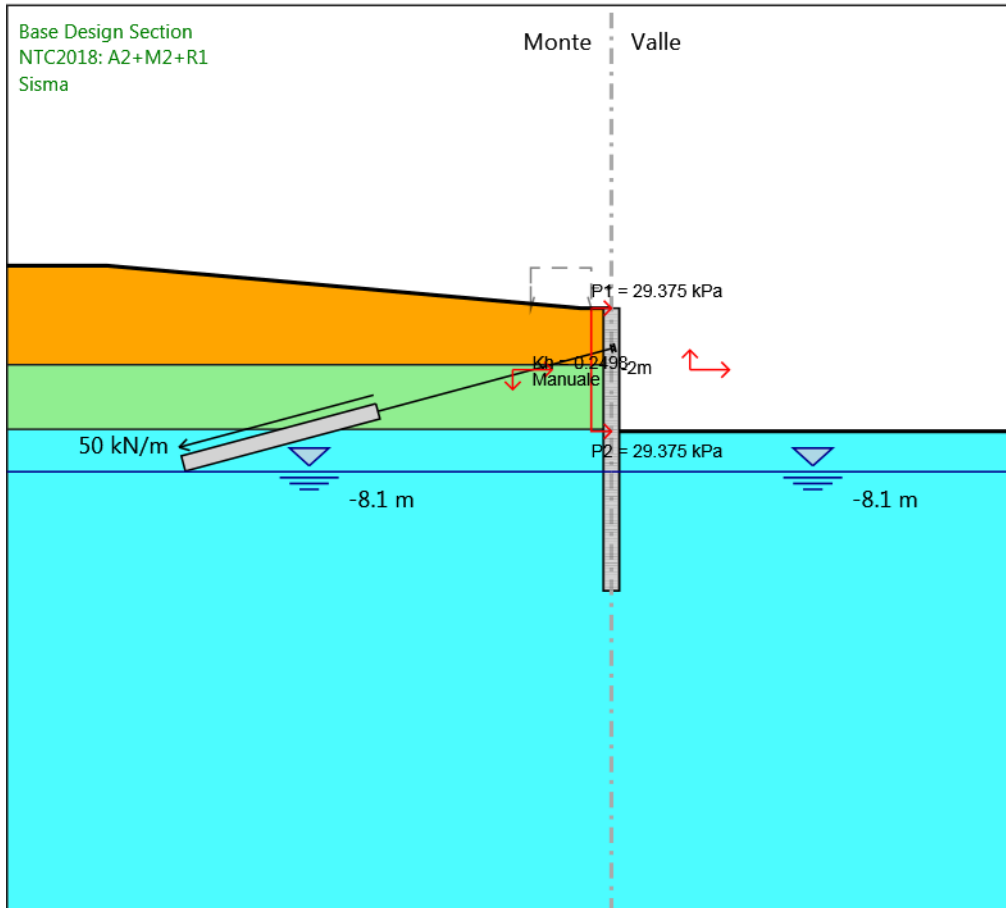 Base Design Section
NTC2018: A2+M2+R1
Sisma
Monte
Valle
P1 = 29.375 kPa
Kh = 0.2498
Manuale
-2m
50 kN/m
P2 = 29.375 kPa
-8.1 m
-8.1 m